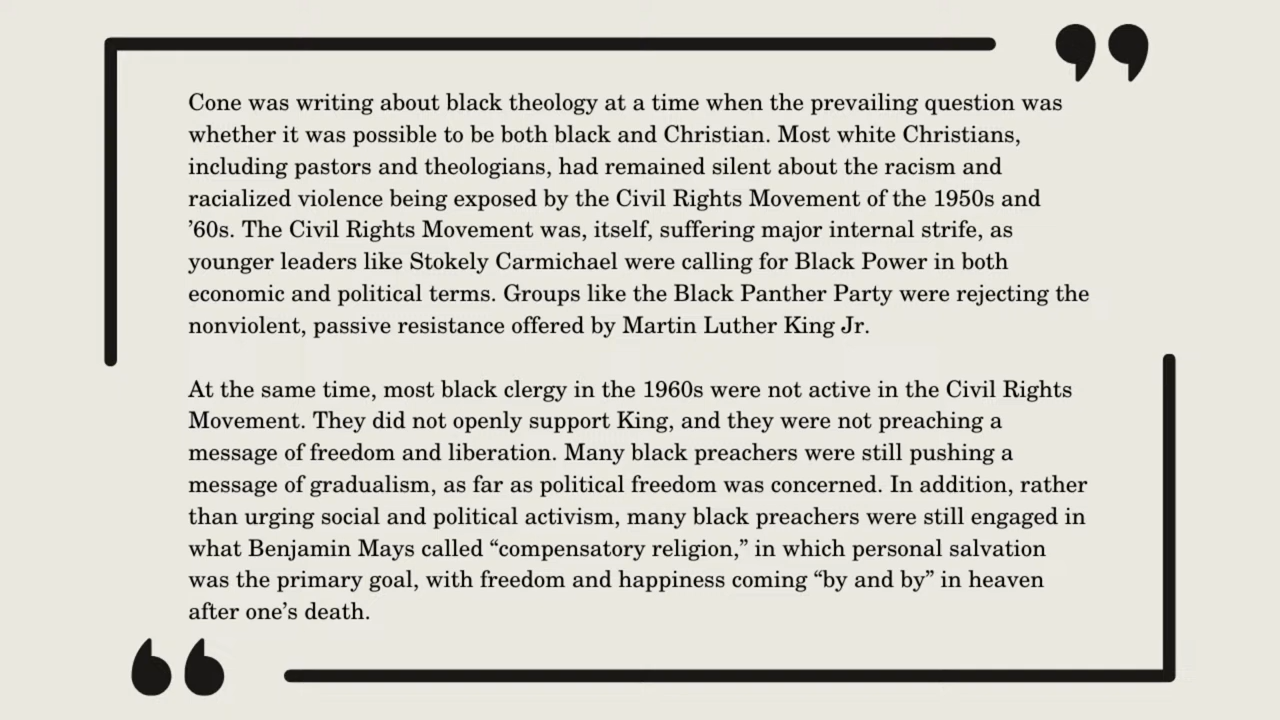 Cone was writing about black theology at a time when the prevailing question was
whether it was possible to be both black and Christian. Most white Christians,
including pastors and theologians, had remained silent about the racism and
racialized violence being exposed by the Civil Rights Movement of the 1950s and
’60s. The Civil Rights Movement was, itself, suffering major internal strife, as
younger leaders like Stokely Carmichael were calling for Black Power in both
economic and political terms. Groups like the Black Panther Party were rejecting the
nonviolent, passive resistance offered by Martin Luther King Jr.
At the same time, most black clergy in the 1960s were not active in the Civil Rights
Movement. They did not openly support King, and they were not preaching a
message of freedom and liberation. Many black preachers were still pushing a
message of gradualism, as far as political freedom was concerned. In addition, rather
than urging social and political activism, many black preachers were still engaged in
what Benjamin Mays called “compensatory religion,” in which personal salvation
was the primary goal, with freedom and happiness coming “by and by” in heaven
after one’s death.